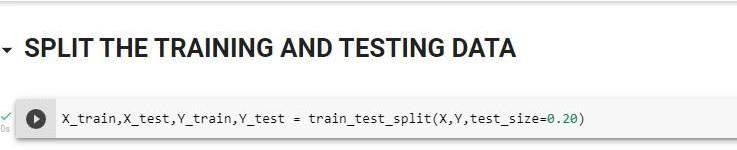 SPLIT THE TRAINING AND TESTING DATA
X_train,X_test,Y_train,Y_test = train_test_split(X,Y,test_size=0.20)
0s